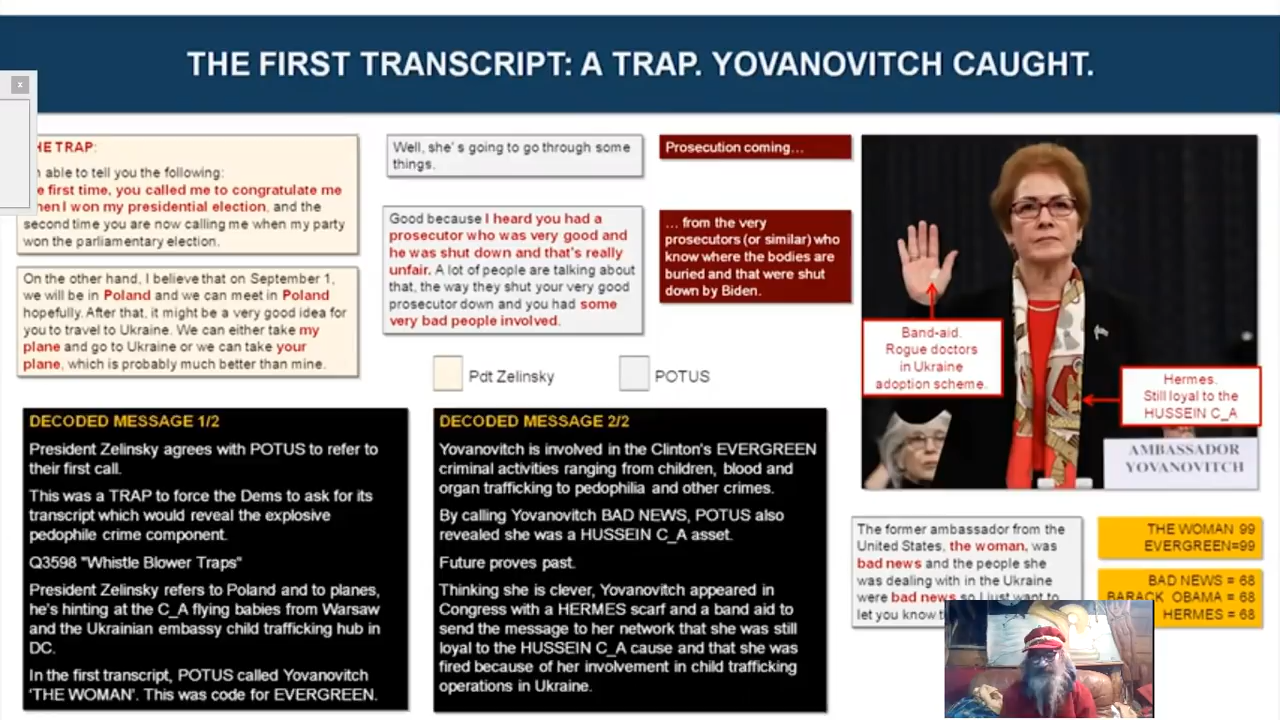 THE FIRST TRANSCRIPT: A TRAP. YOVANOVITCH CAUGHT.
x
HE TRAP:
able to tell you the following:
first time, you called me to congratulate me
hen I won my presidential election, and the
second time you are now calling me when my party
won the parliamentary election.
On the other hand, I believe that on September 1,
we will be in Poland and we can meet in Poland
hopefully. After that, it might be a very good idea for
you to travel to Ukraine. We can either take my
plane and go to Ukraine or we can take your
plane, which is probably much better than mine.
Well, she's going to go through some
things.
Prosecution coming...
Good because I heard you had a
prosecutor who was very good and
he was shut down and that's really
unfair. A lot of people are talking about
that, the way they shut your very good
prosecutor down and you had some
very bad people involved.
... from the very
prosecutors (or similar) who
know where the bodies are
buried and that were shut
down by Biden.
Pdt Zelinsky
POTUS
DECODED MESSAGE 1/2
President Zelinsky agrees with POTUS to refer to
their first call.
This was a TRAP to force the Dems to ask for its
transcript which would reveal the explosive
pedophile crime component.
Q3598 "Whistle Blower Traps"
President Zelinsky refers to Poland and to planes,
he's hinting at the C_A flying babies from Warsaw
and the Ukrainian embassy child trafficking hub in
DC.
In the first transcript, POTUS called Yovanovitch
'THE WOMAN'. This was code for EVERGREEN.
DECODED MESSAGE 2/2
Yovanovitch is involved in the Clinton's EVERGREEN
criminal activities ranging from children, blood and
organ trafficking to pedophilia and other crimes.
By calling Yovanovitch BAD NEWS, POTUS also
revealed she was a HUSSEIN C_A asset.
Future proves past.
Thinking she is clever, Yovanovitch appeared in
Congress with a HERMES scarf and a band aid to
send the message to her network that she was still
loyal to the HUSSEIN C_A cause and that she was
fired because of her involvement in child trafficking
operations in Ukraine.
Band-aid.
Rogue doctors
in Ukraine
adoption scheme.
Hermes.
Still loyal to the
HUSSEIN C_A
AMBASSADOR
YOVANOVITCH
The former ambassador from the
United States, the woman, was
bad news and the people she
was dealing with in the Ukraine
were bad news so I just want to
let you know t
THE WOMAN 99
EVERGREEN=99
BAD NEWS = 68
BARACK OBAMA = 68
HERMES = 68